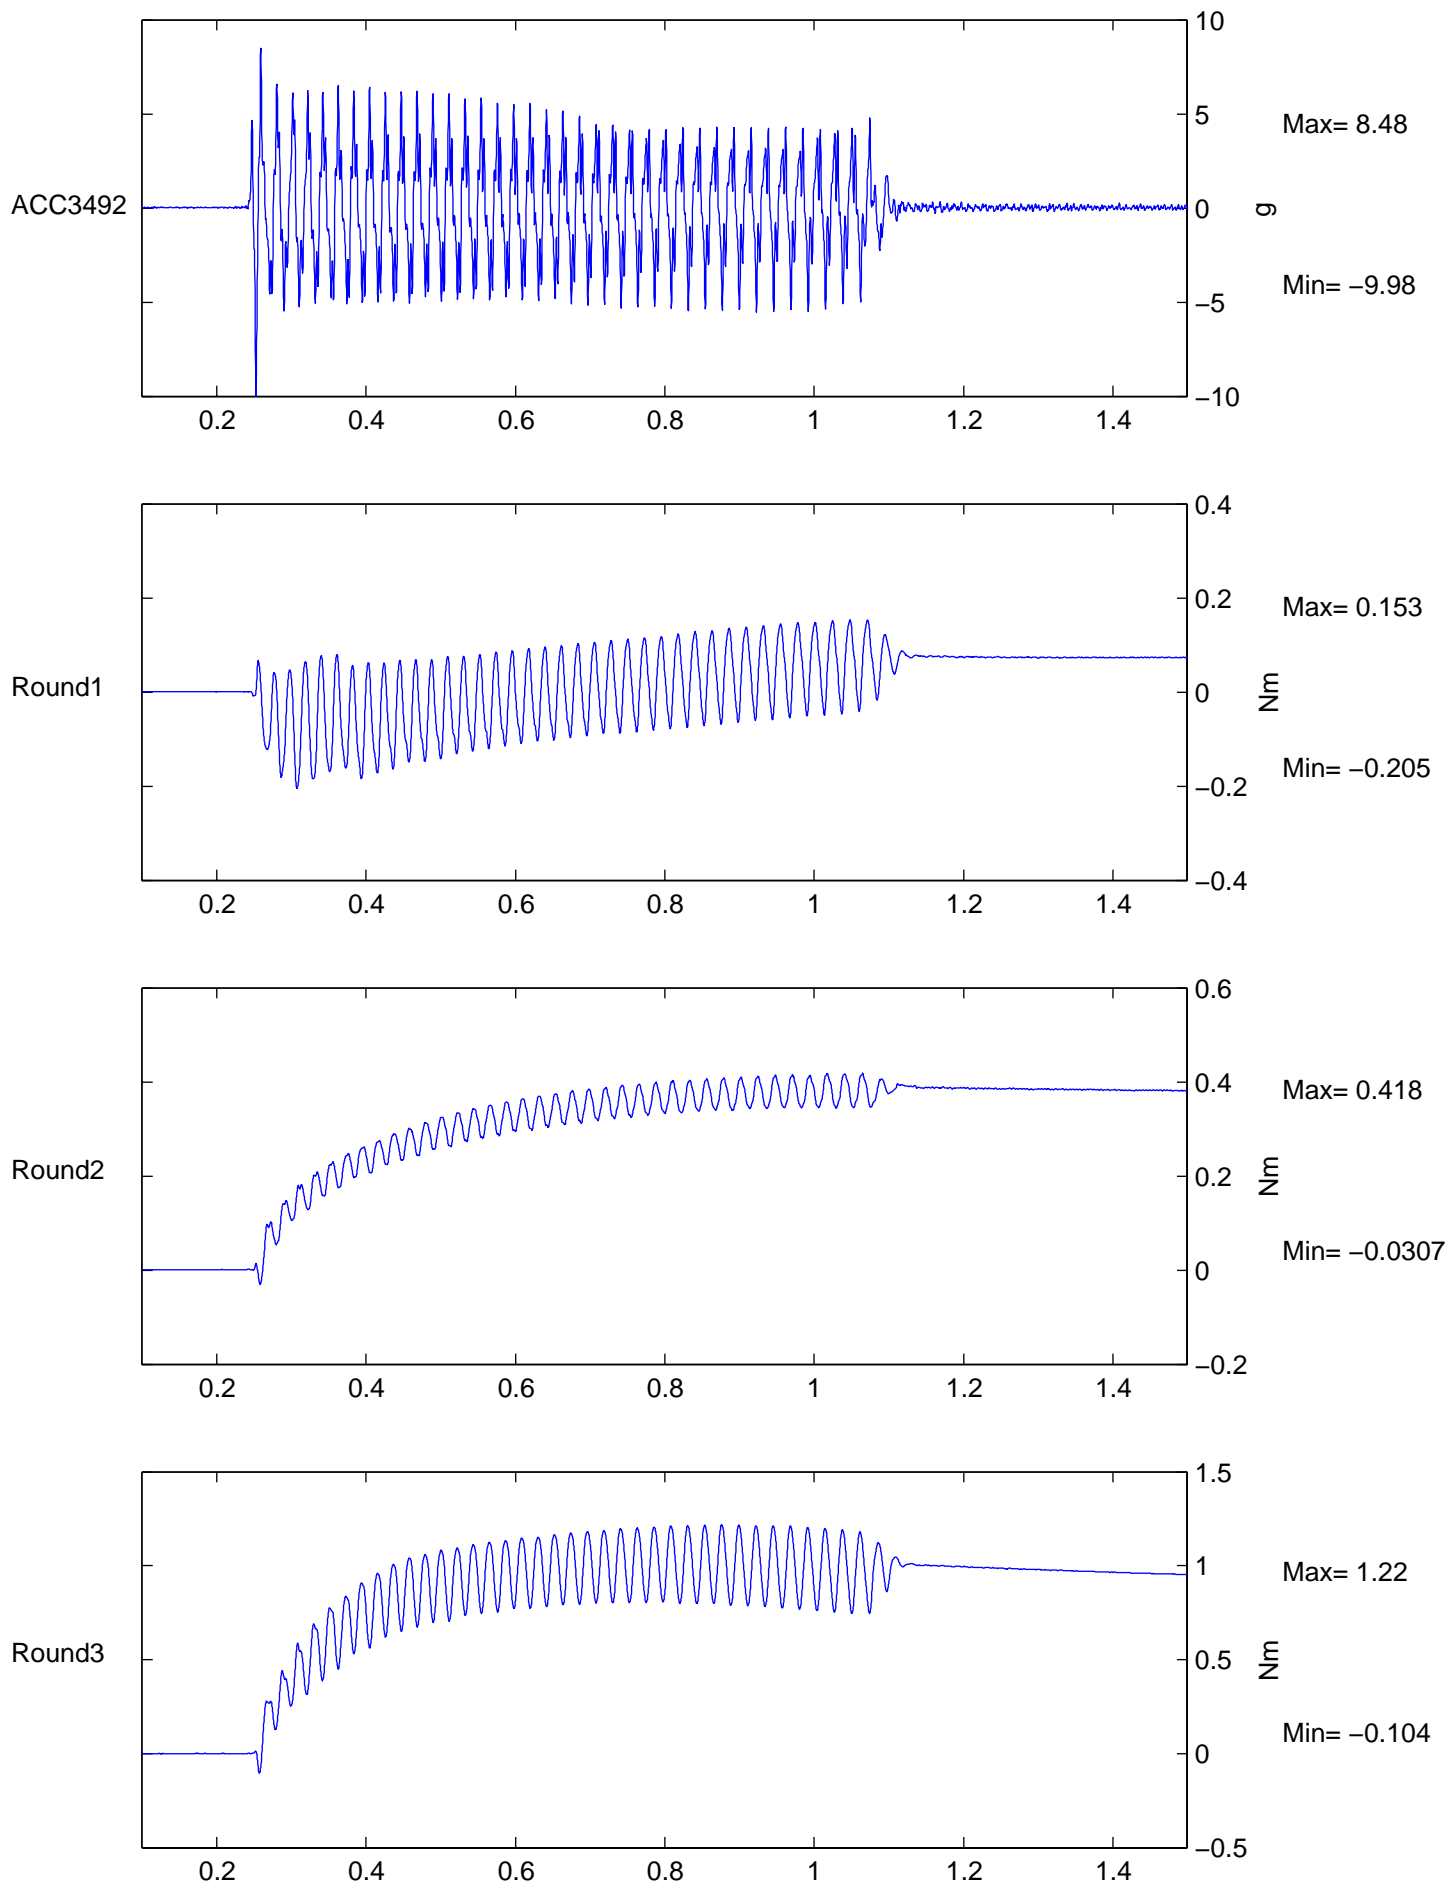 10
5
0
−5
−10
ACC3492
g
Max= 8.48
Min= −9.98
0.2 0.4 0.6 0.8 1 1.2 1.4
0.4
0.2
0
−0.2
−0.4
Round1
Nm
Max= 0.153
Min= −0.205
0.2 0.4 0.6 0.8 1 1.2 1.4
0.6
0.4
0.2
0
−0.2
Round2
Nm
Max= 0.418
Min= −0.0307
0.2 0.4 0.6 0.8 1 1.2 1.4
1.5
1
0.5
0
−0.5
Round3
Nm
Max= 1.22
Min= −0.104
0.2 0.4 0.6 0.8 1 1.2 1.4